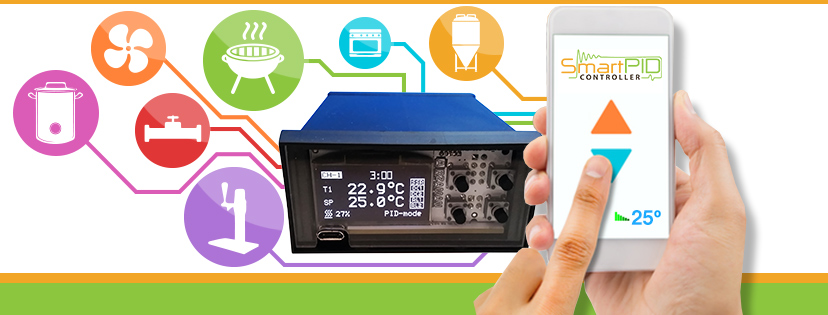 SmartPID
CONTROLLER
CH-1 3:00
T1 22.9°C
SP 25.0°C
27% PID-mode
25°